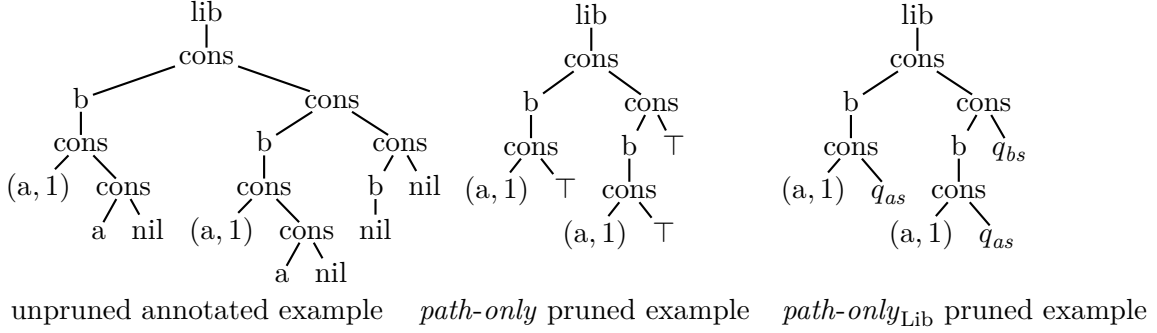 lib lib lib
cons cons cons
b cons b cons b cons
cons b cons cons b ⊤ cons b q_bs
(a, 1) cons cons b nil (a, 1) ⊤ cons (a, 1) q_as cons
a nil (a, 1) cons nil (a, 1) ⊤ (a, 1) q_as
a nil
unpruned annotated example path-only pruned example path-only_Lib pruned example